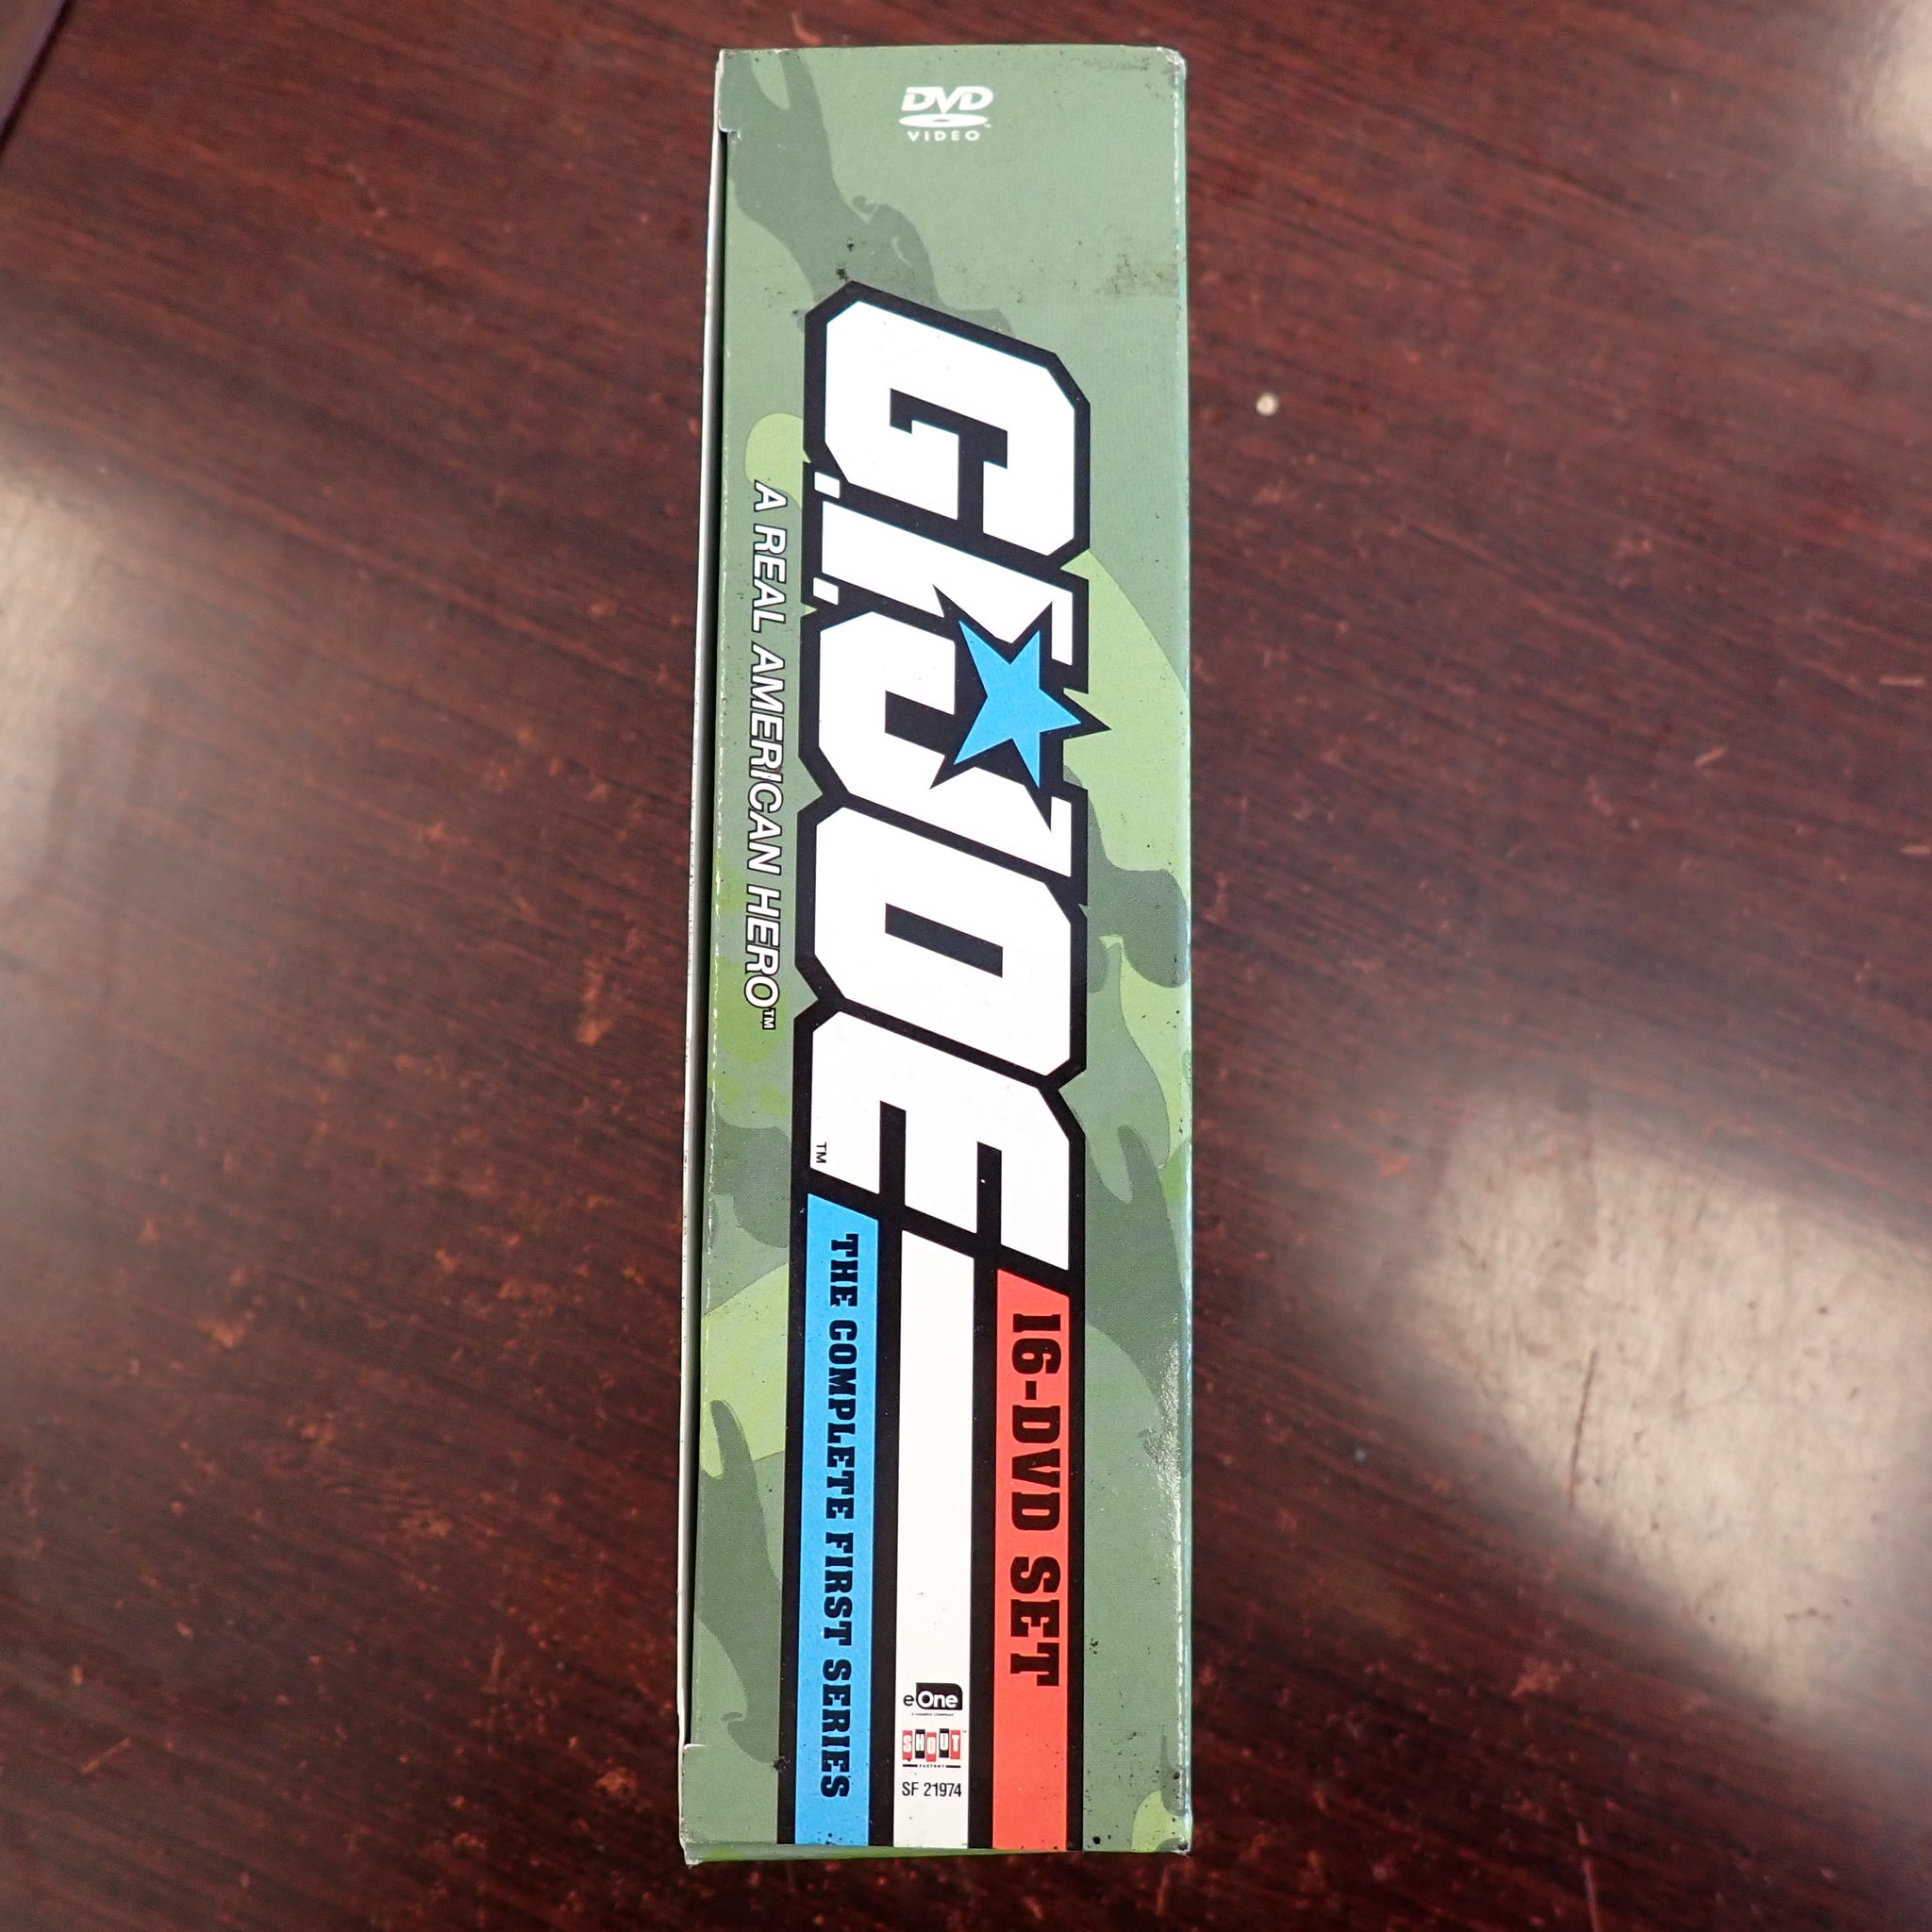 DVD
VIDEO
G.I.JOE
TM
A REAL AMERICAN HERO™
16-DVD SET
THE COMPLETE FIRST SERIES
eOne
SHOUT
FACTORY
SF 21974